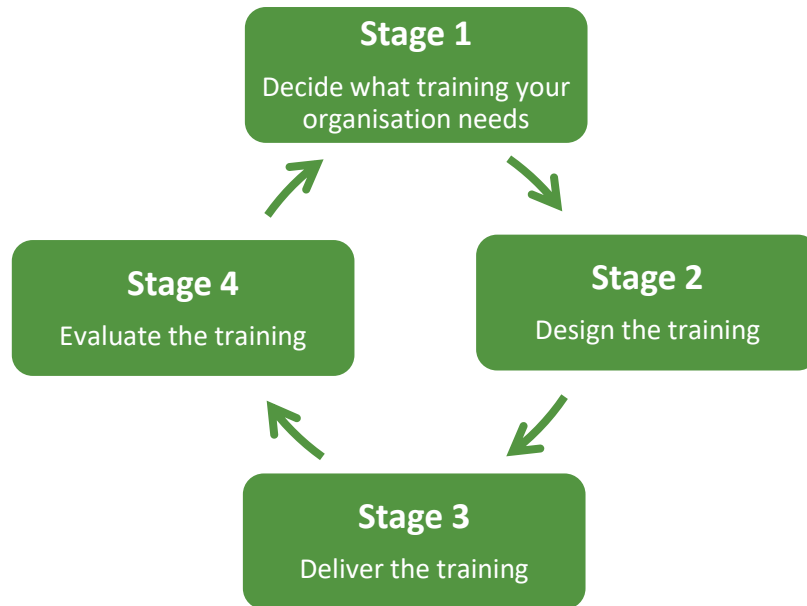 Stage 1
Decide what training your
organisation needs
Stage 2
Design the training
Stage 3
Deliver the training
Stage 4
Evaluate the training